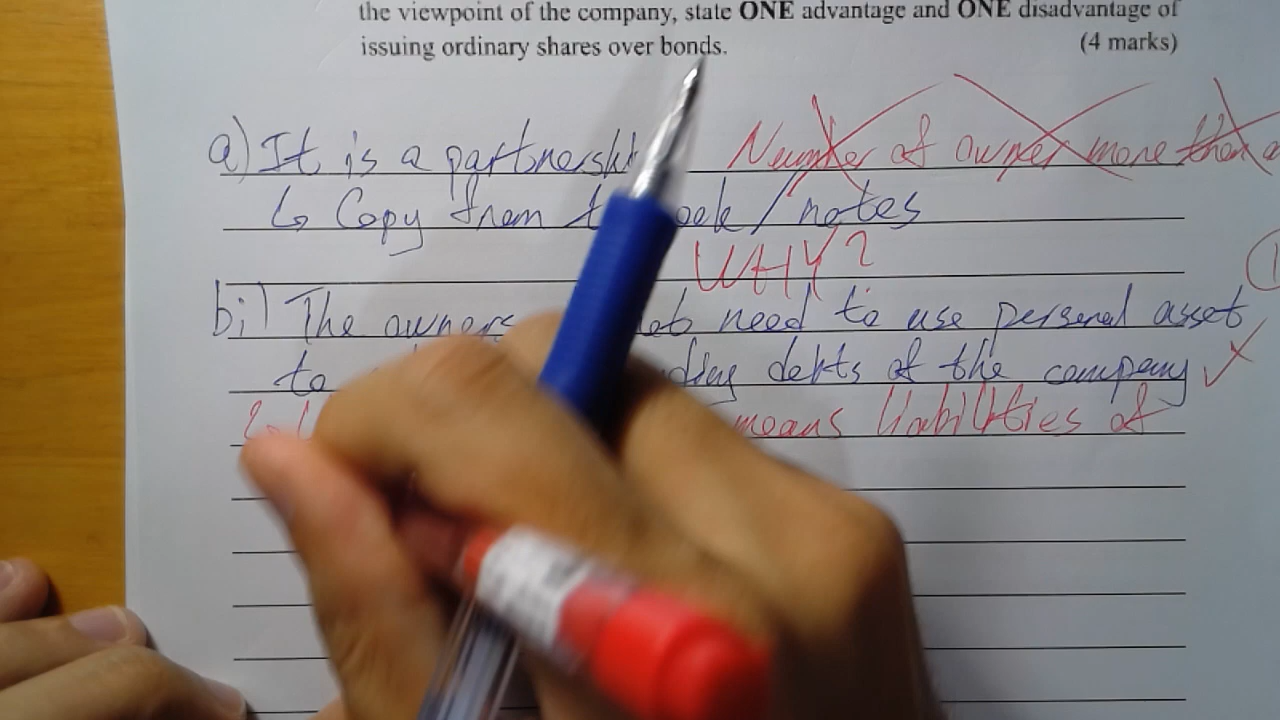 the viewpoint of the company, state ONE advantage and ONE disadvantage of
issuing ordinary shares over bonds. (4 marks)
a) It is a Number of owner more than
↳ Copy from / notes
WHY?
bi) The owners need to use personal asset
to debts of the company ✓
means liabilities of